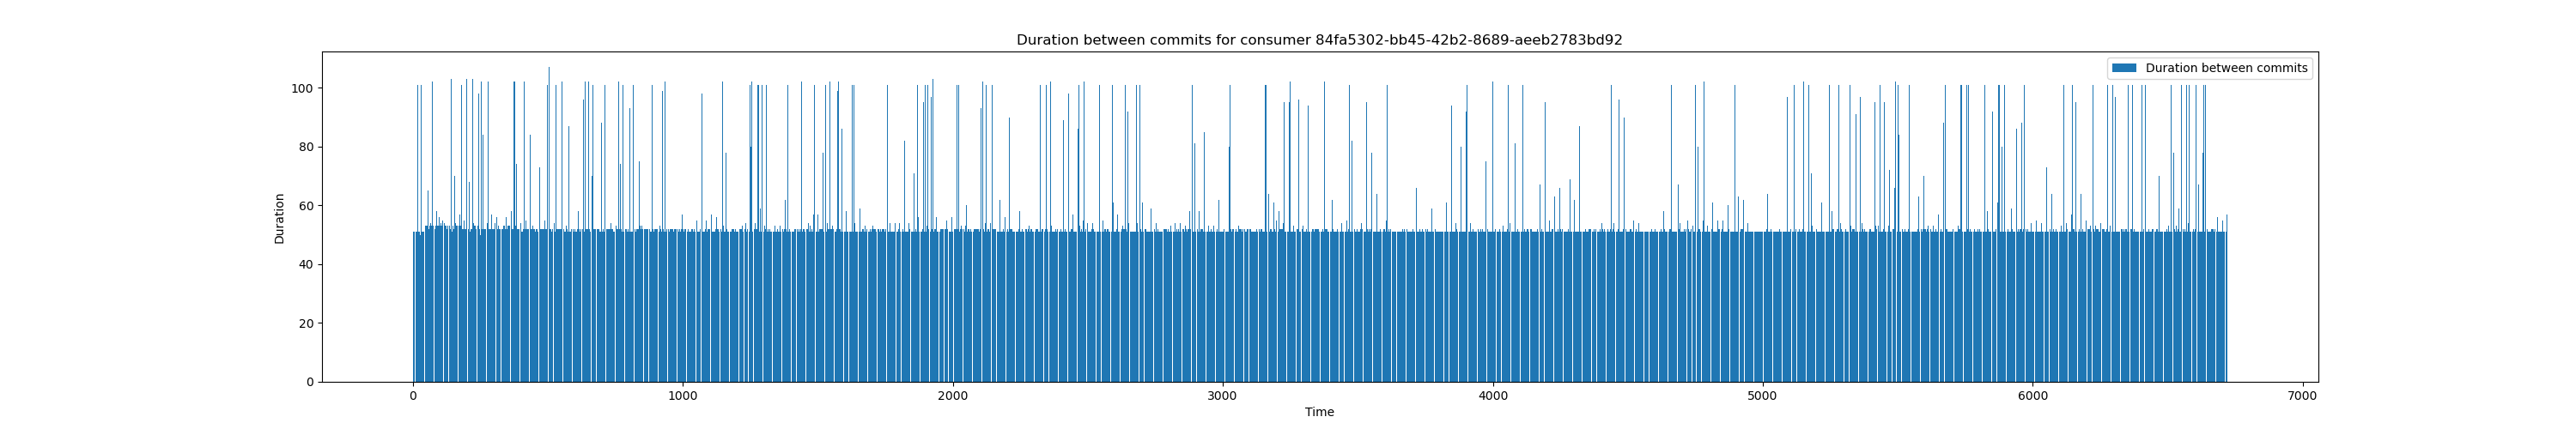 Duration between commits for consumer 84fa5302-bb45-42b2-8689-aeeb2783bd92
Duration between commits
100
80
60
40
20
0
Duration
0 1000 2000 3000 4000 5000 6000 7000
Time